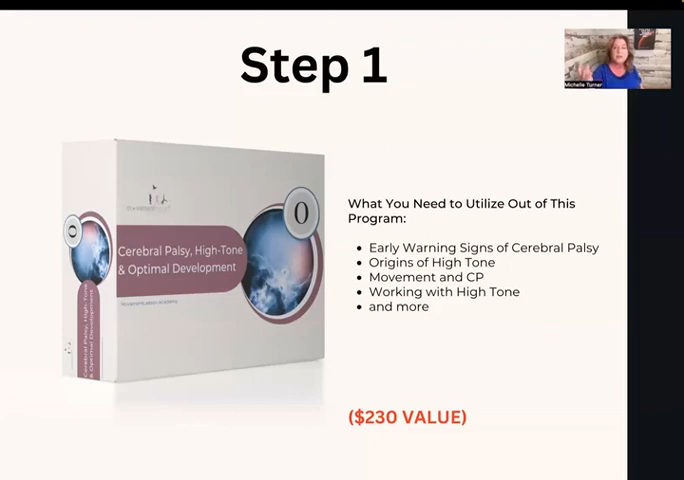 Step 1
Michelle Turner
0
Cerebral Palsy, High-Tone
& Optimal Development
0
Cerebral Palsy, High-Tone
& Optimal Development
What You Need to Utilize Out of This
Program:
Early Warning Signs of Cerebral Palsy
Origins of High Tone
Movement and CP
Working with High Tone
and more
($230 VALUE)